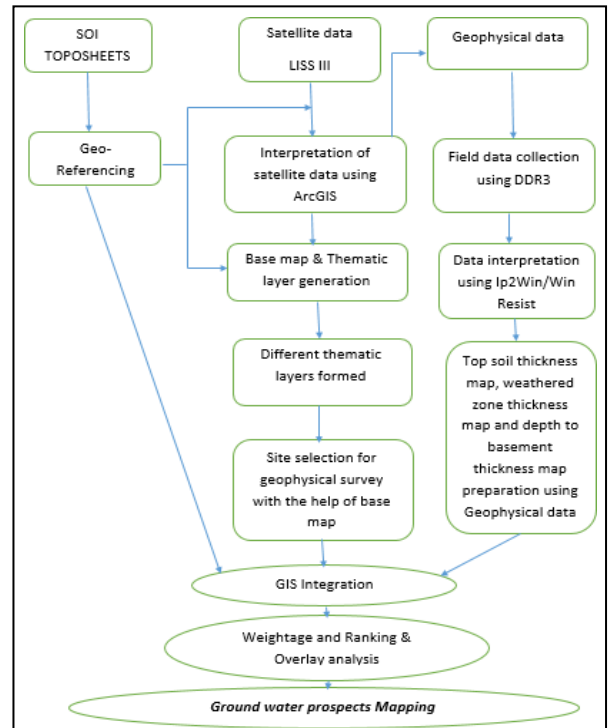 SOI
TOPOSHEETS
Geo-
Referencing
Satellite data
LISS III
Interpretation of
satellite data using
ArcGIS
Base map & Thematic
layer generation
Different thematic
layers formed
Site selection for
geophysical survey
with the help of base
map
Geophysical data
Field data collection
using DDR3
Data interpretation
using Ip2Win/Win
Resist
Top soil thickness
map, weathered
zone thickness
map and depth to
basement
thickness map
preparation using
Geophysical data
GIS Integration
Weightage and Ranking &
Overlay analysis
Ground water prospects Mapping